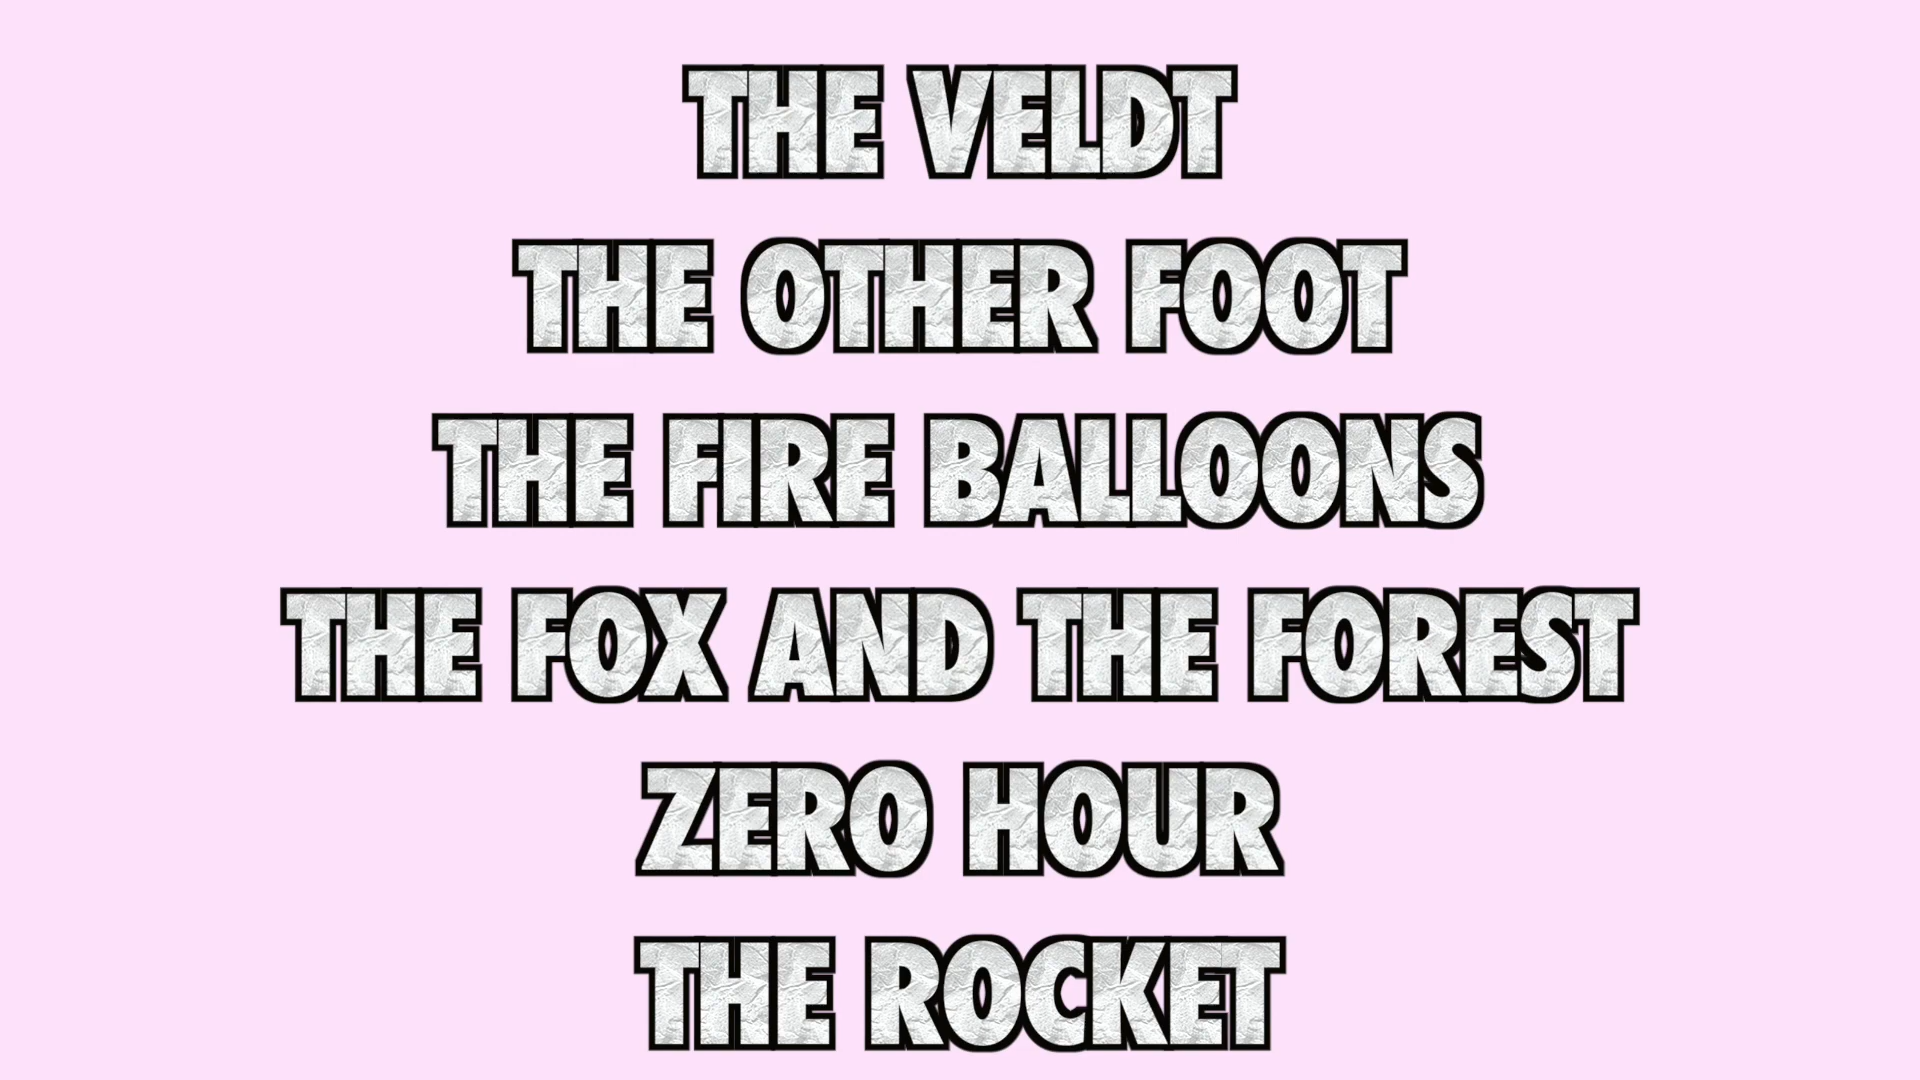 THE VELDT
THE OTHER FOOT
THE FIRE BALLOONS
THE FOX AND THE FOREST
ZERO HOUR
THE ROCKET